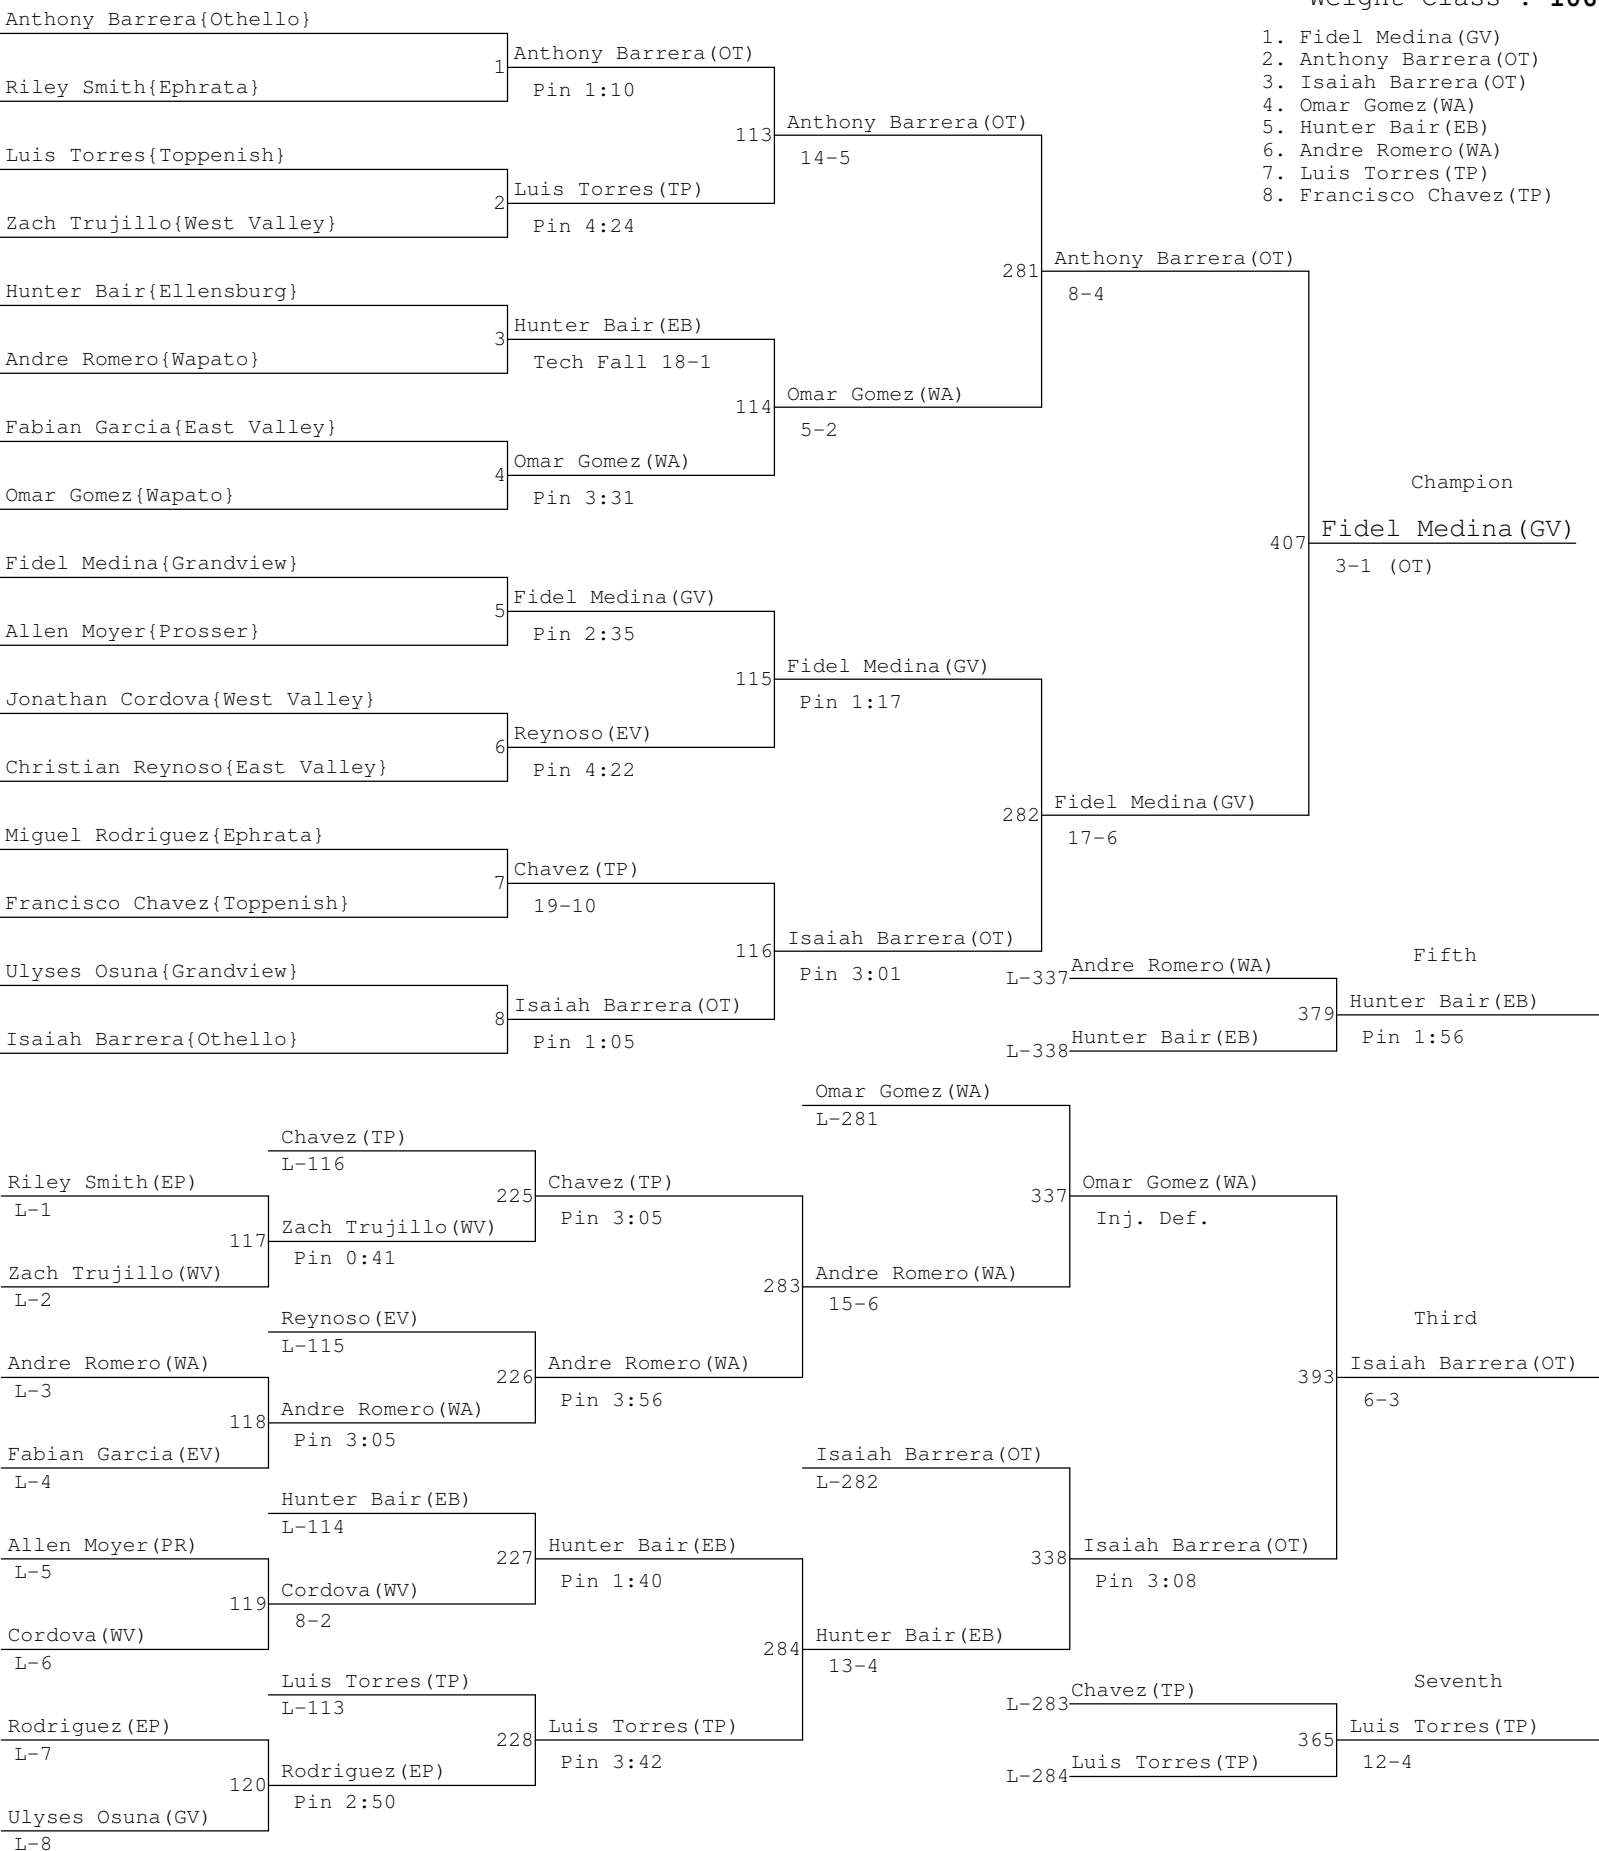 Weight Class : 106
1. Fidel Medina(GV)
2. Anthony Barrera(OT)
3. Isaiah Barrera(OT)
4. Omar Gomez(WA)
5. Hunter Bair(EB)
6. Andre Romero(WA)
7. Luis Torres(TP)
8. Francisco Chavez(TP)
Anthony Barrera{Othello}
Riley Smith{Ephrata}
Luis Torres{Toppenish}
Zach Trujillo{West Valley}
Hunter Bair{Ellensburg}
Andre Romero{Wapato}
Fabian Garcia{East Valley}
Omar Gomez{Wapato}
Fidel Medina{Grandview}
Allen Moyer{Prosser}
Jonathan Cordova{West Valley}
Christian Reynoso{East Valley}
Miguel Rodriguez{Ephrata}
Francisco Chavez{Toppenish}
Ulyses Osuna{Grandview}
Isaiah Barrera{Othello}
1
Anthony Barrera(OT)
Pin 1:10
2
Luis Torres(TP)
Pin 4:24
3
Hunter Bair(EB)
Tech Fall 18-1
4
Omar Gomez(WA)
Pin 3:31
5
Fidel Medina(GV)
Pin 2:35
6
Reynoso(EV)
Pin 4:22
7
Chavez(TP)
19-10
8
Isaiah Barrera(OT)
Pin 1:05
113
Anthony Barrera(OT)
14-5
114
Omar Gomez(WA)
5-2
115
Fidel Medina(GV)
Pin 1:17
116
Isaiah Barrera(OT)
Pin 3:01
281
Anthony Barrera(OT)
8-4
282
Fidel Medina(GV)
17-6
Champion
407
Fidel Medina(GV)
3-1 (OT)
Fifth
L-337
Andre Romero(WA)
L-338
Hunter Bair(EB)
379
Hunter Bair(EB)
Pin 1:56
Riley Smith(EP)
L-1
Zach Trujillo(WV)
L-2
Andre Romero(WA)
L-3
Fabian Garcia(EV)
L-4
Allen Moyer(PR)
L-5
Cordova(WV)
L-6
Rodriguez(EP)
L-7
Ulyses Osuna(GV)
L-8
Chavez(TP)
L-116
117
Zach Trujillo(WV)
Pin 0:41
Reynoso(EV)
L-115
118
Andre Romero(WA)
Pin 3:05
Hunter Bair(EB)
L-114
119
Cordova(WV)
8-2
Luis Torres(TP)
L-113
120
Rodriguez(EP)
Pin 2:50
225
Chavez(TP)
Pin 3:05
226
Andre Romero(WA)
Pin 3:56
227
Hunter Bair(EB)
Pin 1:40
228
Luis Torres(TP)
Pin 3:42
Omar Gomez(WA)
L-281
283
Andre Romero(WA)
15-6
Isaiah Barrera(OT)
L-282
284
Hunter Bair(EB)
13-4
337
Omar Gomez(WA)
Inj. Def.
338
Isaiah Barrera(OT)
Pin 3:08
Third
393
Isaiah Barrera(OT)
6-3
Seventh
L-283
Chavez(TP)
L-284
Luis Torres(TP)
365
Luis Torres(TP)
12-4